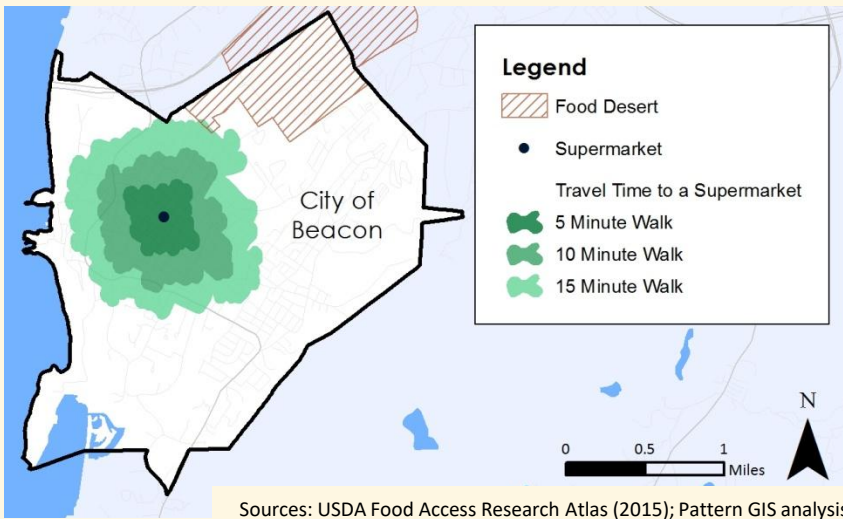 Legend
Food Desert
Supermarket
Travel Time to a Supermarket
5 Minute Walk
10 Minute Walk
15 Minute Walk
City of
Beacon
N
0 0.5 1
Miles
Sources: USDA Food Access Research Atlas (2015); Pattern GIS analysis